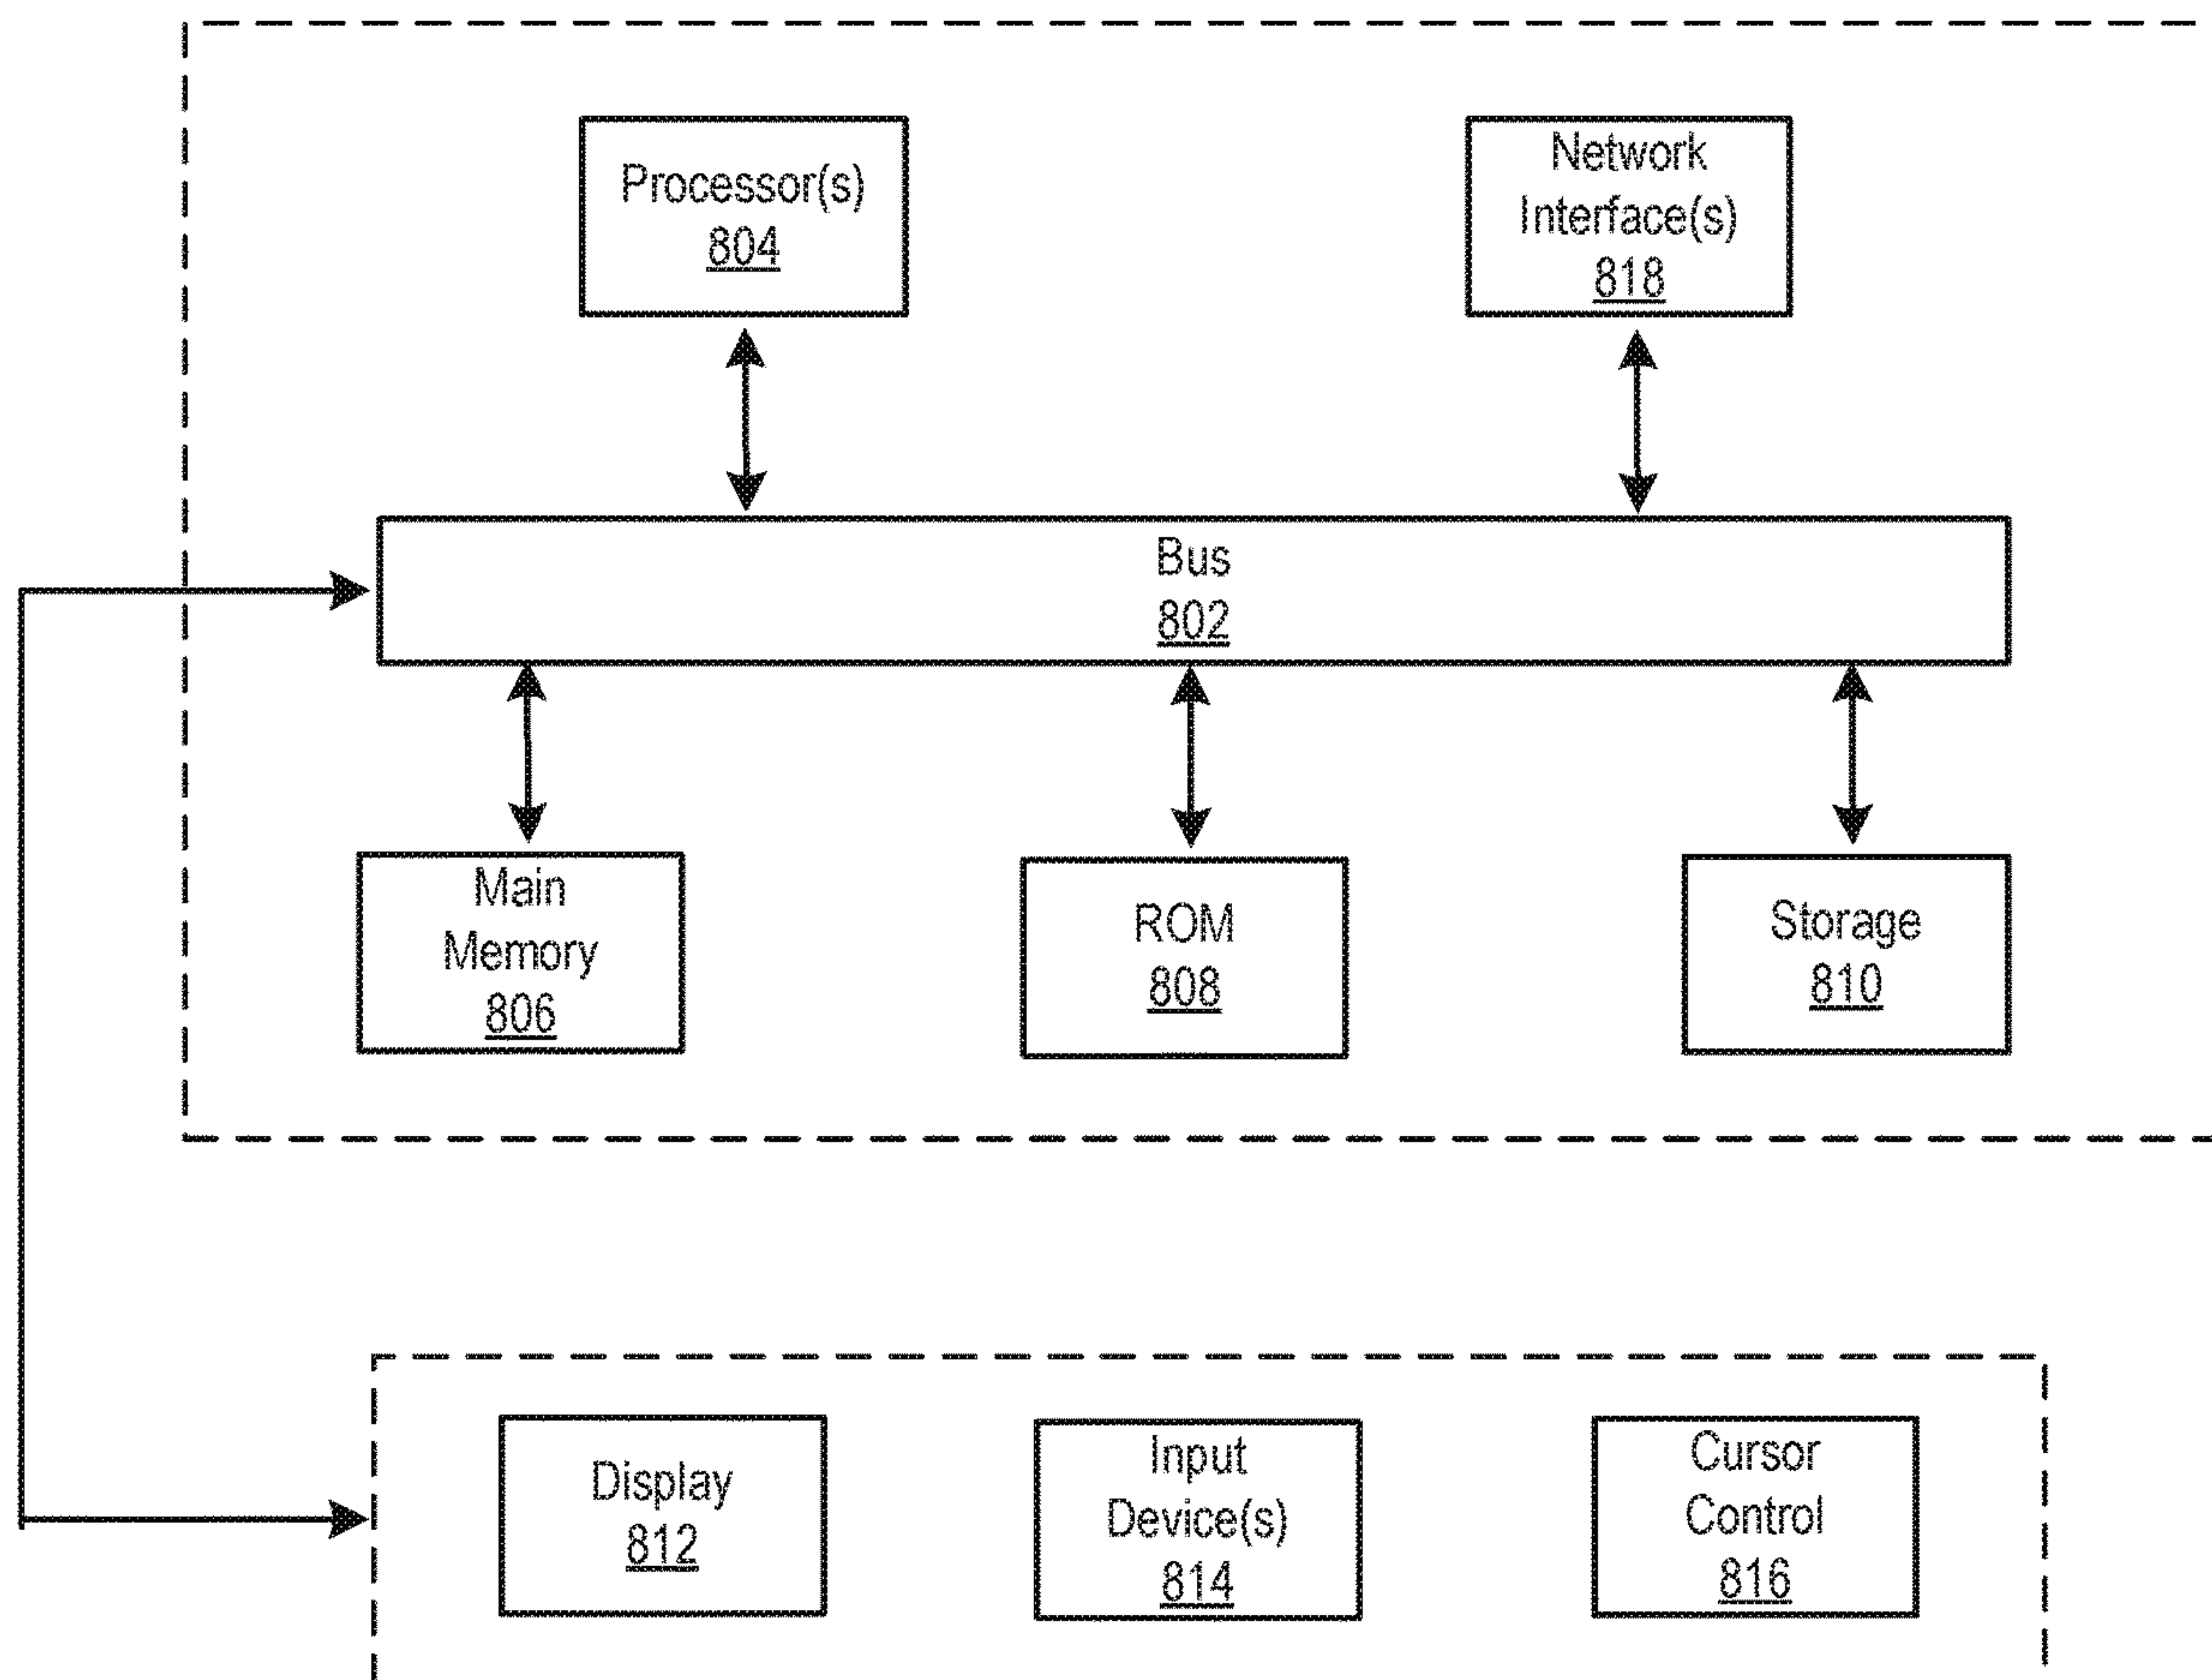 Processor(s)
804
Network
Interface(s)
818
Bus
802
Main
Memory
806
ROM
808
Storage
810
Display
812
Input
Device(s)
814
Cursor
Control
816